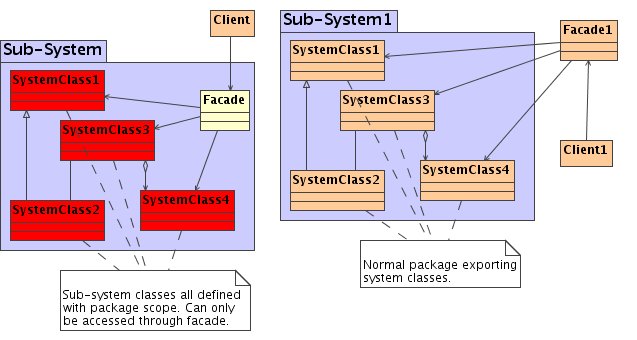 Client
Sub-System
SystemClass1
Facade
SystemClass3
SystemClass2
SystemClass4
Sub-system classes all defined
with package scope. Can only
be accessed through facade.
Sub-System1
Facade1
SystemClass1
SystemClass3
Client1
SystemClass2
SystemClass4
Normal package exporting
system classes.